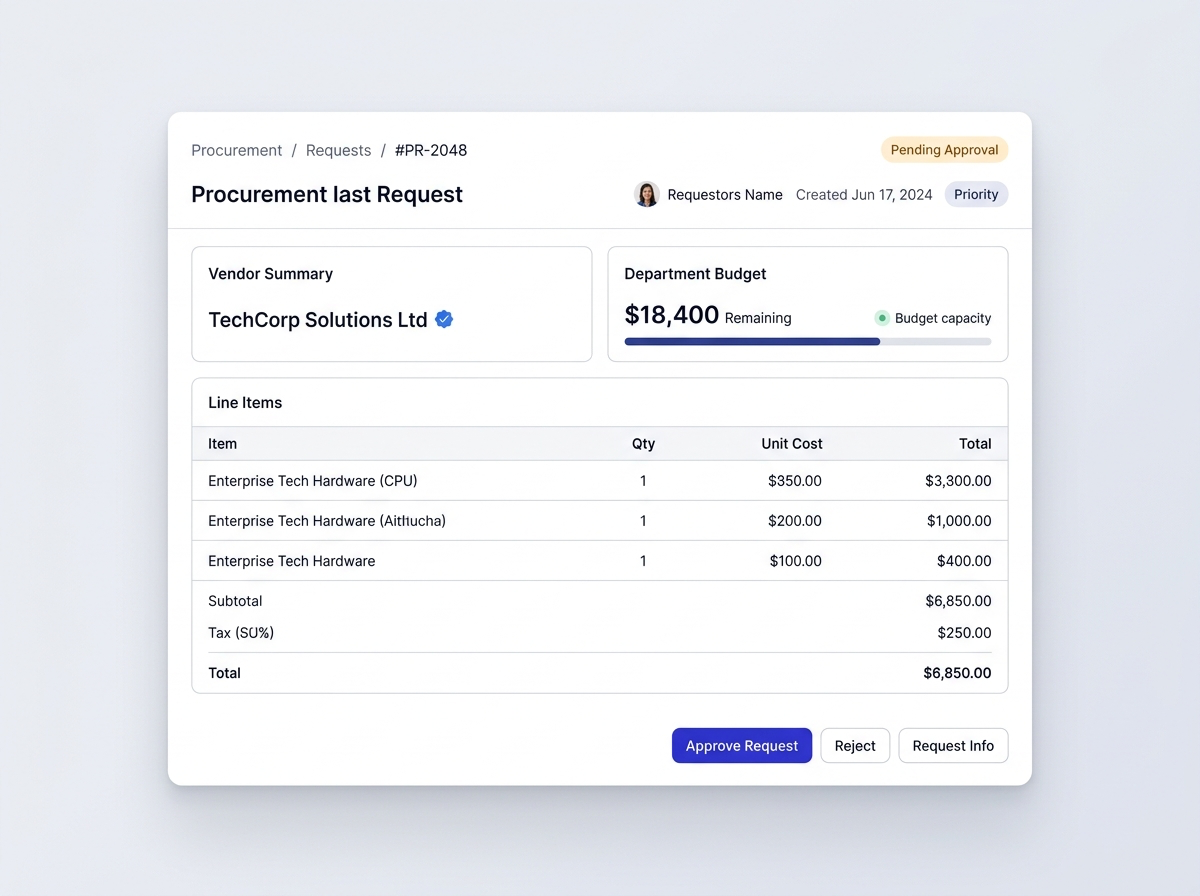 Procurement / Requests / #PR-2048
Pending Approval
Procurement last Request
Requestors Name Created Jun 17, 2024 Priority
Vendor Summary
TechCorp Solutions Ltd
Department Budget
$18,400 Remaining
Budget capacity
Line Items
Item Qty Unit Cost Total
Enterprise Tech Hardware (CPU) 1 $350.00 $3,300.00
Enterprise Tech Hardware 1 $200.00 $1,000.00
Enterprise Tech Hardware 1 $100.00 $400.00
Subtotal $6,850.00
Tax $250.00
Total $6,850.00
Approve Request Reject Request Info